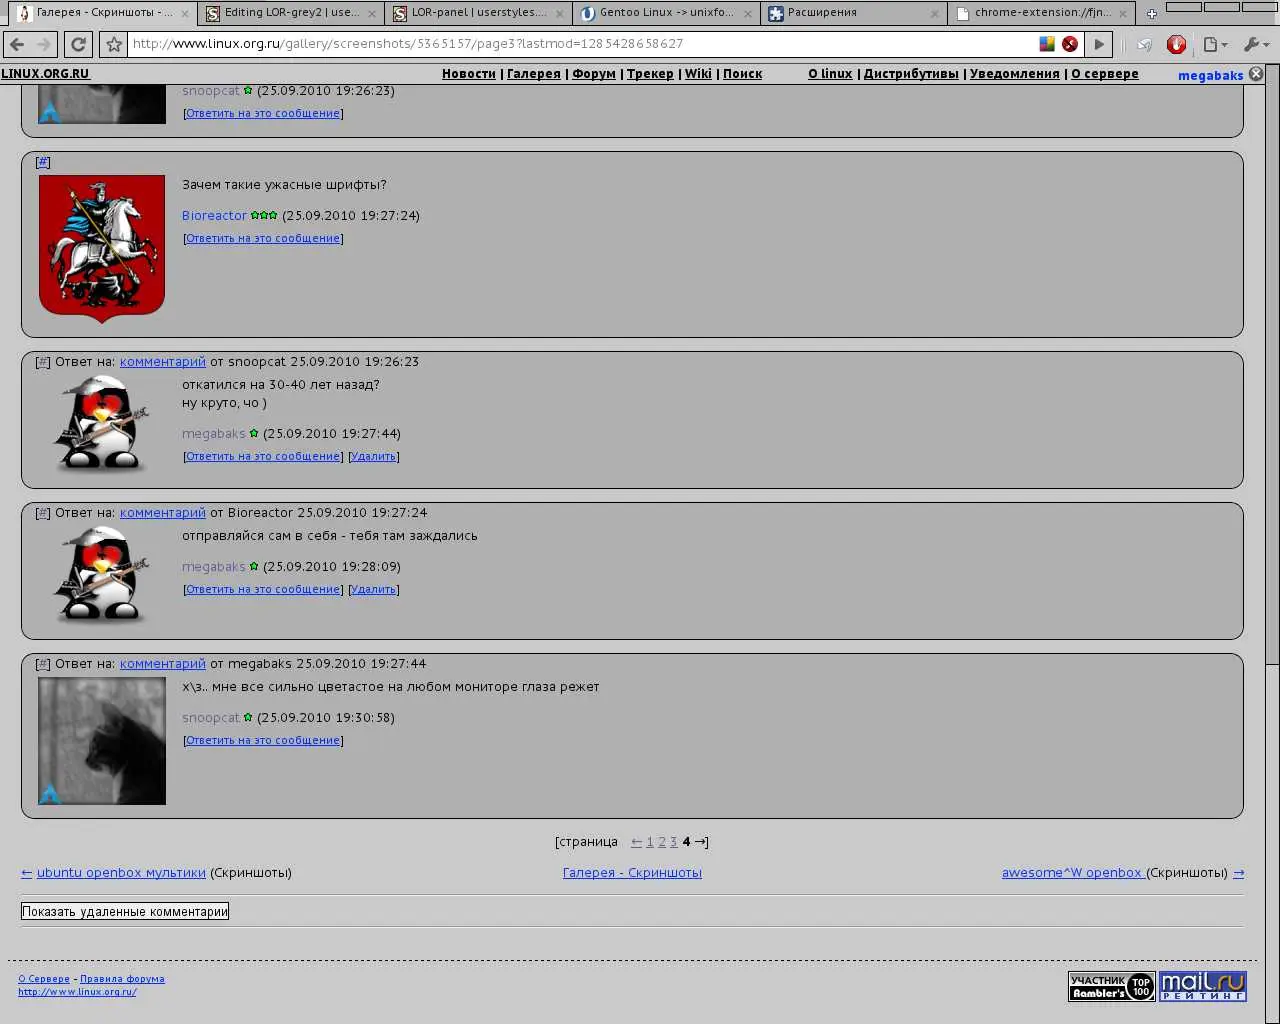 Галерея - Скриншоты - ...
Editing LOR-grey2 | use...
LOR-panel | userstyles....
Gentoo Linux -> unixfo...
Расширения
chrome-extension://fjn...
http://www.linux.org.ru/gallery/screenshots/5365157/page3?lastmod=1285428658627
LINUX.ORG.RU
Новости | Галерея | Форум | Трекер | Wiki | Поиск
О linux | Дистрибутивы | Уведомления | О сервере
megabaks
snoopcat (25.09.2010 19:26:23)
[Ответить на это сообщение]
[#]
Зачем такие ужасные шрифты?
Bioreactor (25.09.2010 19:27:24)
[Ответить на это сообщение]
[#] Ответ на: комментарий от snoopcat 25.09.2010 19:26:23
откатился на 30-40 лет назад?
ну круто, чо )
megabaks (25.09.2010 19:27:44)
[Ответить на это сообщение] [Удалить]
[#] Ответ на: комментарий от Bioreactor 25.09.2010 19:27:24
отправляйся сам в себя - тебя там заждались
megabaks (25.09.2010 19:28:09)
[Ответить на это сообщение] [Удалить]
[#] Ответ на: комментарий от megabaks 25.09.2010 19:27:44
х\з.. мне все сильно цветастое на любом мониторе глаза режет
snoopcat (25.09.2010 19:30:58)
[Ответить на это сообщение]
[страница ← 1 2 3 4 →]
← ubuntu openbox мультики (Скриншоты)
Галерея - Скриншоты
awesome^W openbox (Скриншоты) →
Показать удаленные комментарии
О Сервере - Правила форума
http://www.linux.org.ru/
УЧАСТНИК
Rambler's
TOP
100
mail.ru
РЕЙТИНГ